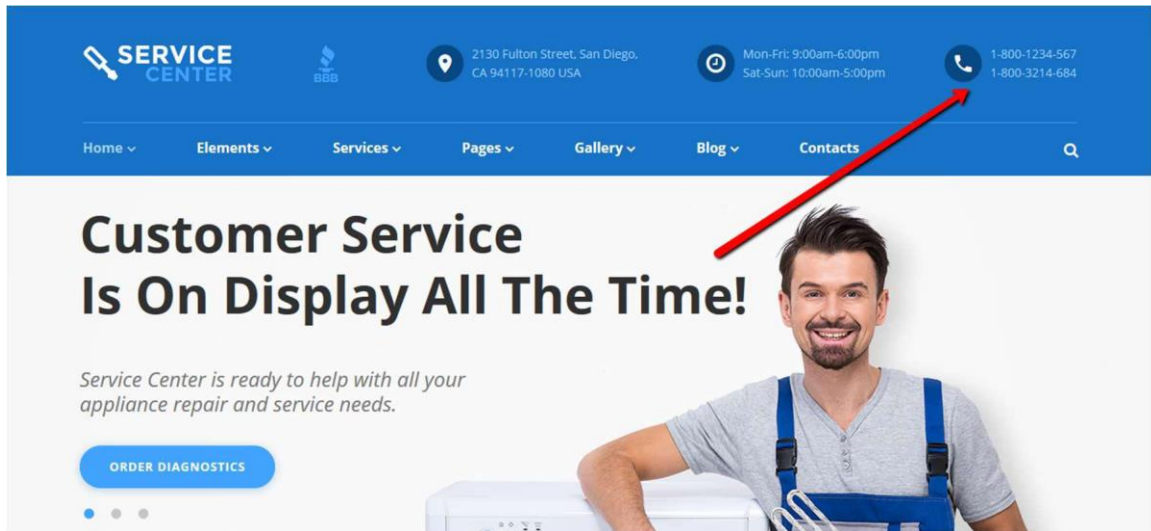 SERVICE
CENTER
BBB
2130 Fulton Street, San Diego,
CA 94117-1080 USA
Mon-Fri: 9:00am-6:00pm
Sat-Sun: 10:00am-5:00pm
1-800-1234-567
1-800-3214-684
Home Elements Services Pages Gallery Blog Contacts
Customer Service
Is On Display All The Time!
Service Center is ready to help with all your
appliance repair and service needs.
ORDER DIAGNOSTICS